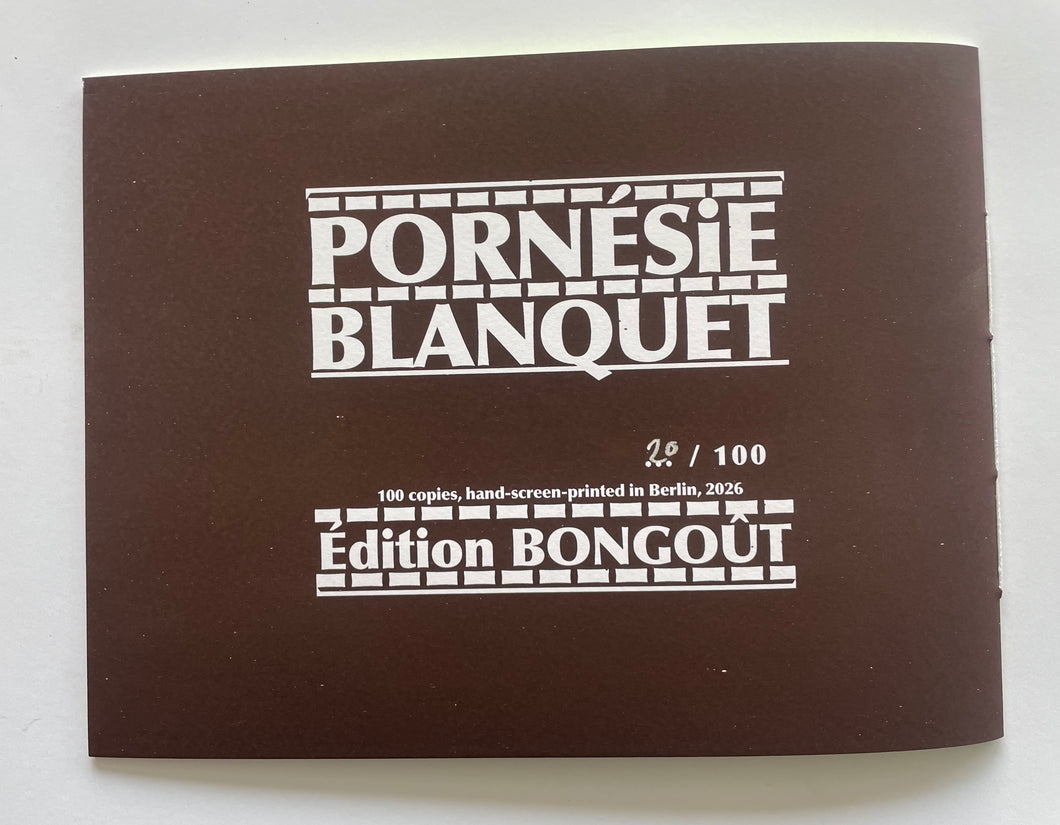 PORNÉSiE
BLANQUET
20 / 100
100 copies, hand-screen-printed in Berlin, 2026
Édition BONGOÛT